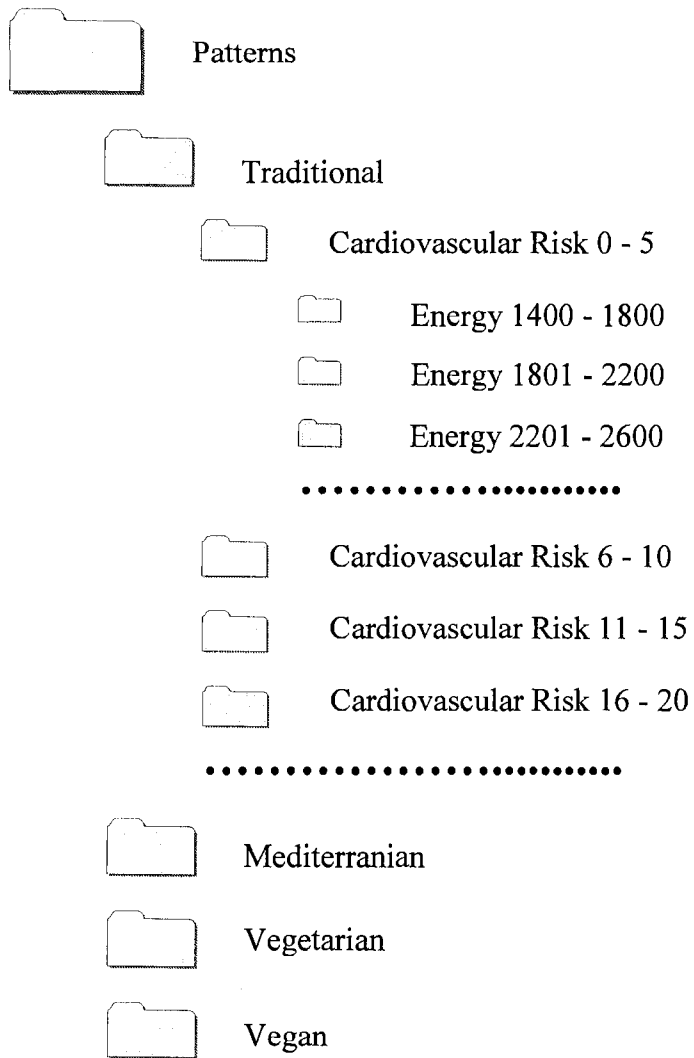 Patterns
Traditional
Cardiovascular Risk 0 - 5
Energy 1400 - 1800
Energy 1801 - 2200
Energy 2201 - 2600
Cardiovascular Risk 6 - 10
Cardiovascular Risk 11 - 15
Cardiovascular Risk 16 - 20
Mediterranian
Vegetarian
Vegan